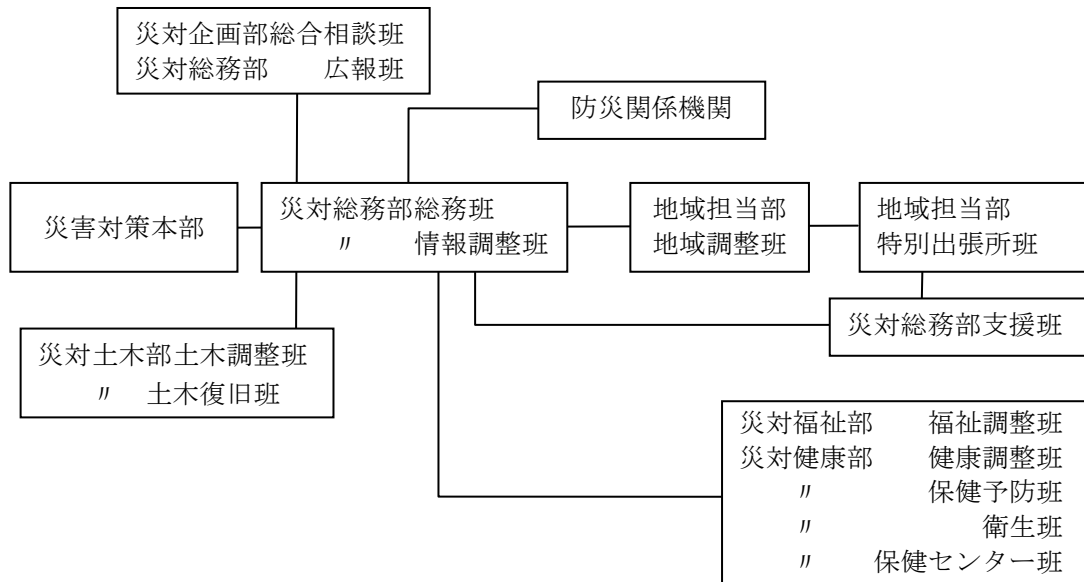 災対企画部総合相談班
災対総務部　　広報班
防災関係機関
災害対策本部
災対総務部総務班
〃　　情報調整班
地域担当部
地域調整班
地域担当部
特別出張所班
災対総務部支援班
災対土木部土木調整班
〃　土木復旧班
災対福祉部　　福祉調整班
災対健康部　　健康調整班
〃　　　　保健予防班
〃　　　　　　衛生班
〃　保健センター班